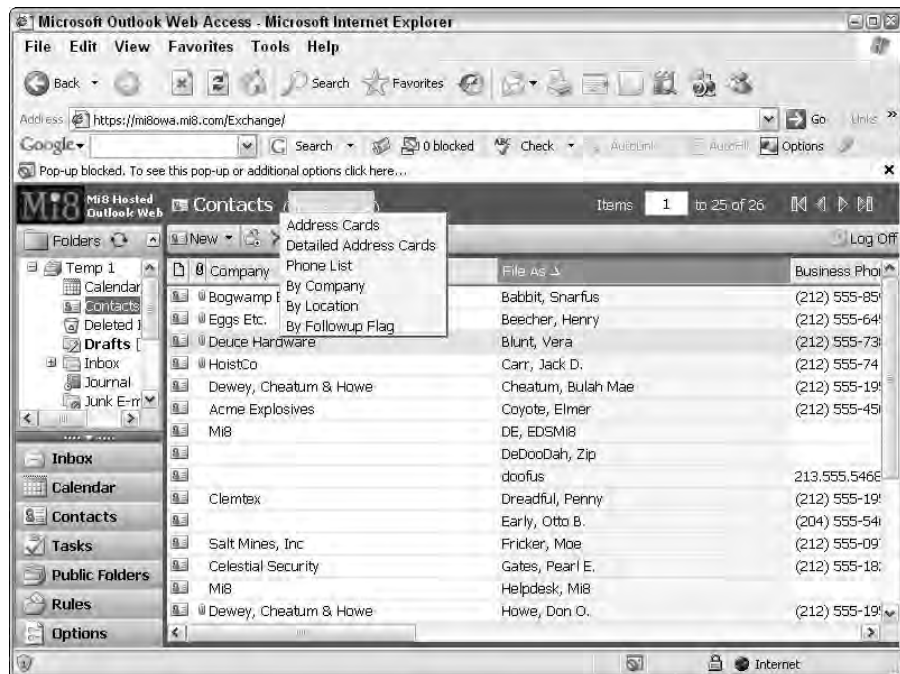 Microsoft Outlook Web Access - Microsoft Internet Explorer
File Edit View Favorites Tools Help
Back Search Favorites
Address https://mi8owa.mi8.com/Exchange/ Go Links »
Google Search 0 blocked Check AutoLink AutoFill Options
Pop-up blocked. To see this pop-up or additional options click here...
Mi8 Mi8 Hosted Outlook Web Contacts Items 1 to 25 of 26
Folders New Log Off
Address Cards
Detailed Address Cards
Phone List
By Company
By Location
By Followup Flag
Temp 1
Calendar
Contacts
Deleted I
Drafts [
Inbox
Journal
Junk E-m
Inbox
Calendar
Contacts
Tasks
Public Folders
Rules
Options
Company File As Business Phon
Bogwamp Babbit, Snarfus (212) 555-85
Eggs Etc. Beecher, Henry (212) 555-64
Deuce Hardware Blunt, Vera (212) 555-73
HoistCo Carr, Jack D. (212) 555-74
Dewey, Cheatum & Howe Cheatum, Bulah Mae (212) 555-19
Acme Explosives Coyote, Elmer (212) 555-45
Mi8 DE, EDSMi8
DeDooDah, Zip
doofus 213.555.5468
Clemtex Dreadful, Penny (212) 555-19
Early, Otto B. (204) 555-54
Salt Mines, Inc Fricker, Moe (212) 555-09
Celestial Security Gates, Pearl E. (212) 555-18
Mi8 Helpdesk, Mi8
Dewey, Cheatum & Howe Howe, Don O. (212) 555-19
Internet